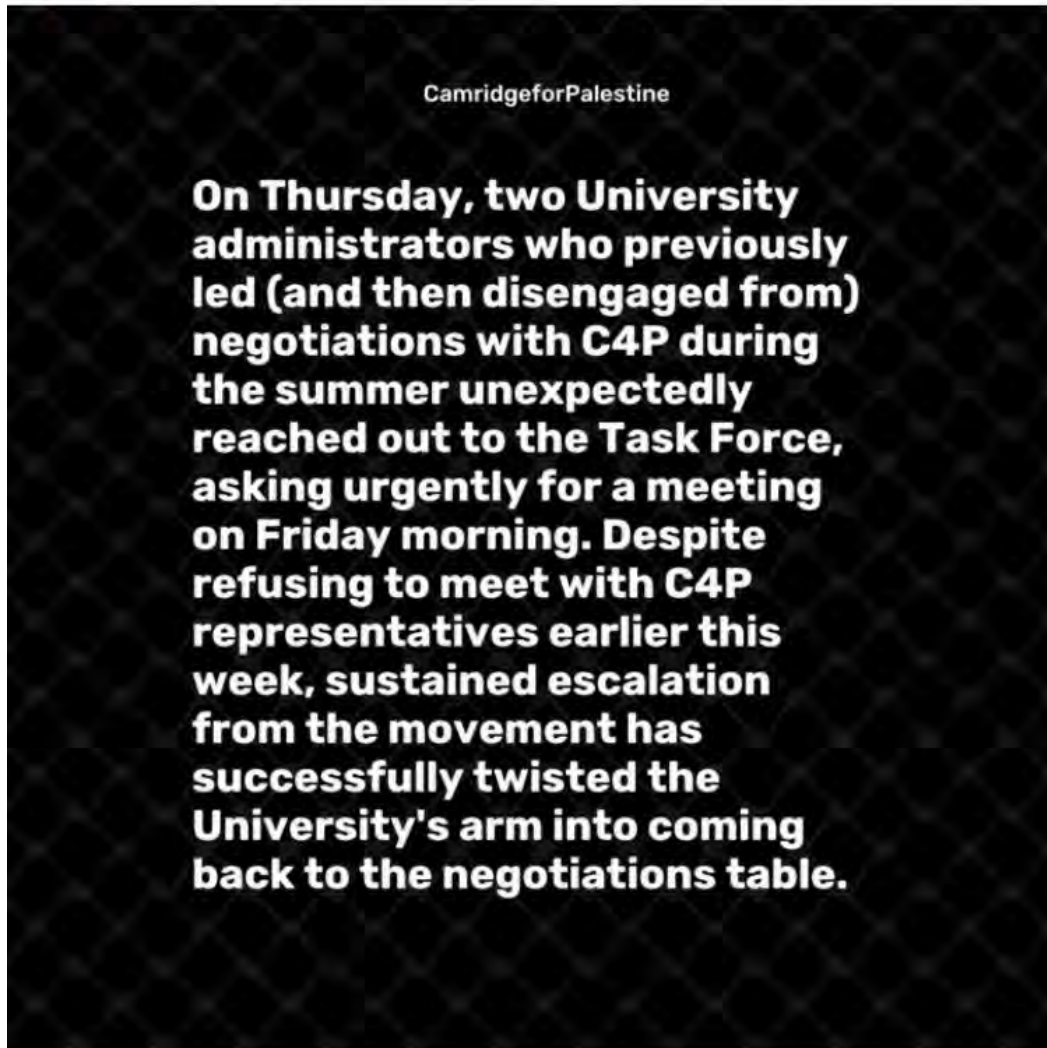 CamridgeforPalestine
On Thursday, two University
administrators who previously
led (and then disengaged from)
negotiations with C4P during
the summer unexpectedly
reached out to the Task Force,
asking urgently for a meeting
on Friday morning. Despite
refusing to meet with C4P
representatives earlier this
week, sustained escalation
from the movement has
successfully twisted the
University's arm into coming
back to the negotiations table.